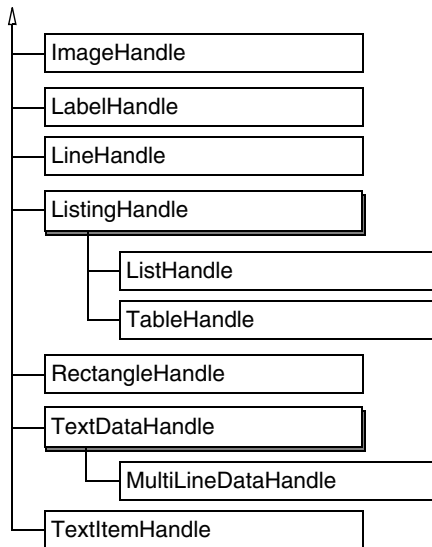 ImageHandle
LabelHandle
LineHandle
ListingHandle
ListHandle
TableHandle
RectangleHandle
TextDataHandle
MultiLineDataHandle
TextItemHandle